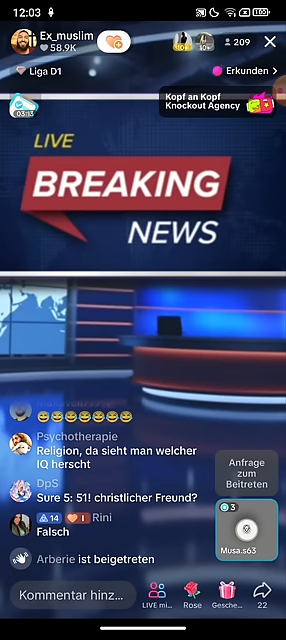 12:03
100
Ex_muslim
58.9K
10+
209
Liga D1
Erkunden
03:13
Kopf an Kopf
Knockout Agency
LIVE
BREAKING
NEWS
😂😂😂😂😂😂😂
Psychotherapie
Religion, da sieht man welcher
IQ herscht
DpS
Sure 5: 51! christlicher Freund?
14 I Rini
Falsch
Arberie ist beigetreten
Anfrage
zum
Beitreten
3
Musa.s63
Kommentar hinz...
LIVE mi...
Rose
Gesche...
22